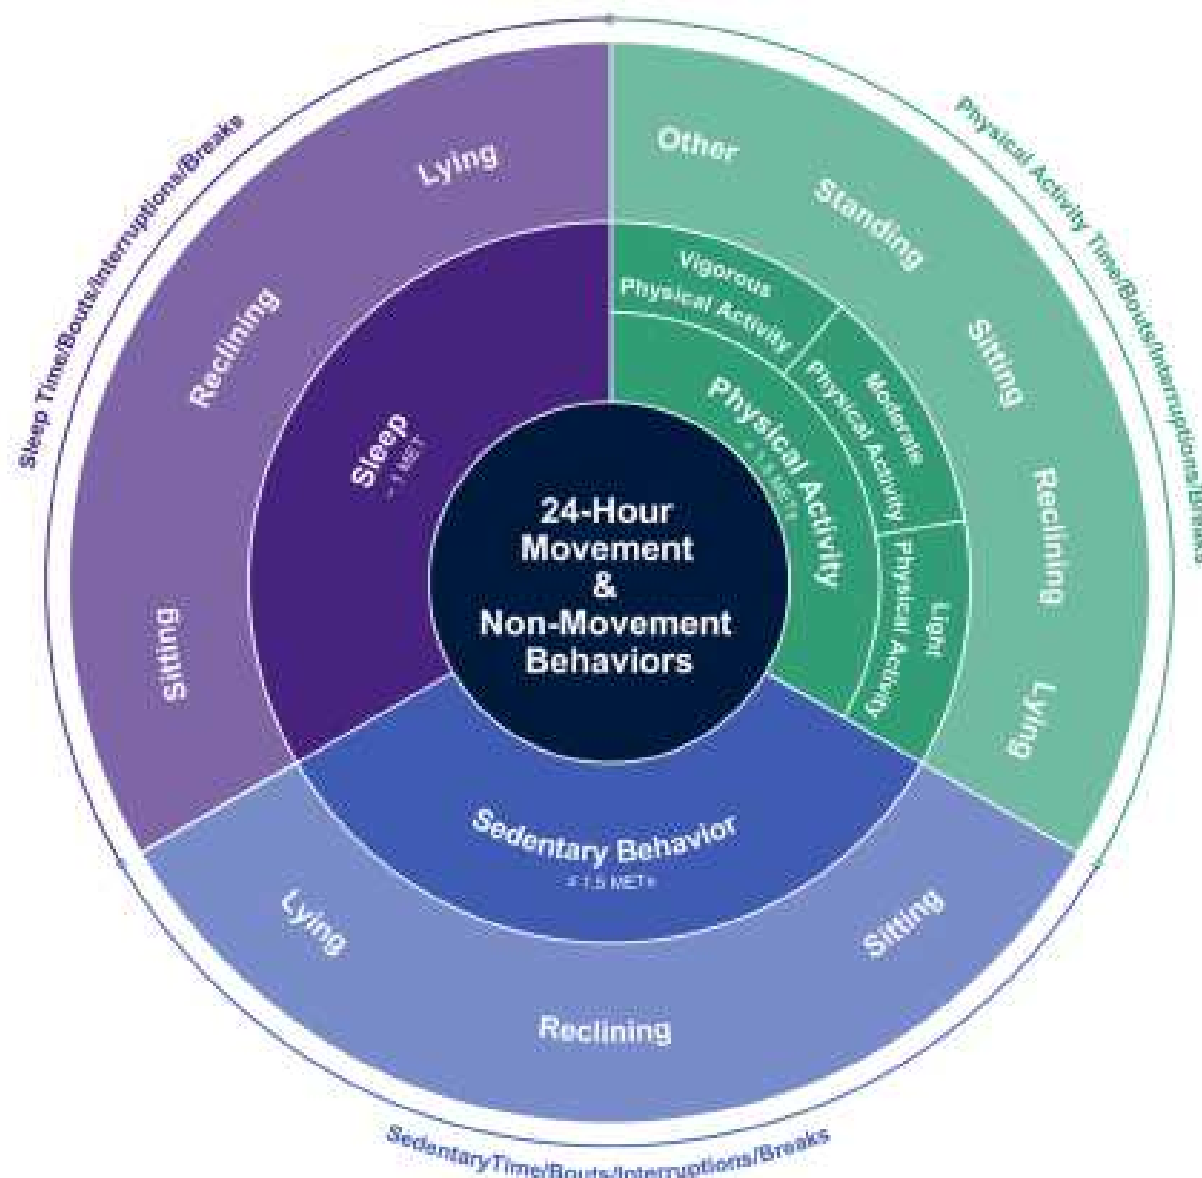 24-Hour
Movement
&
Non-Movement
Behaviors
Sleep
~ 1 MET
Lying
Reclining
Sitting
Sleep Time/Bouts/Interruptions/Breaks
Physical Activity
Vigorous
Physical Activity
Moderate
Physical Activity
Light
Physical Activity
Other
Standing
Sitting
Reclining
Lying
Physical Activity Time/Bouts/Interruptions/Breaks
Sedentary Behavior
Lying
Reclining
Sitting
SedentaryTime/Bouts/Interruptions/Breaks